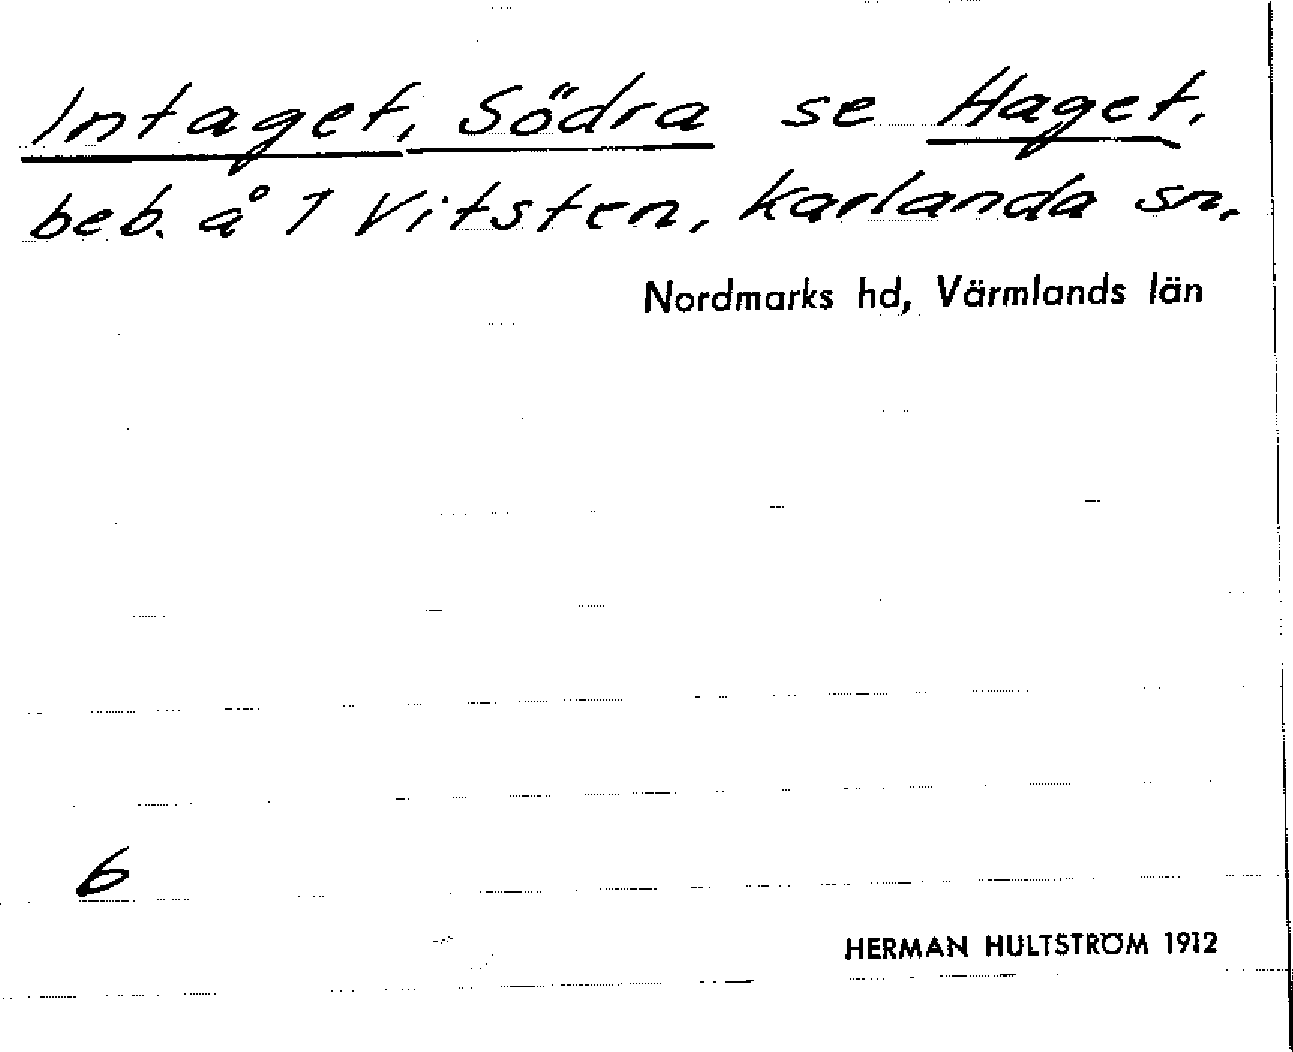 Intaget, Södra se Haget.
beb. å 1 Vitsten, Karlanda sn.
Nordmarks hd, Värmlands län
6
HERMAN HULTSTRÖM 1912